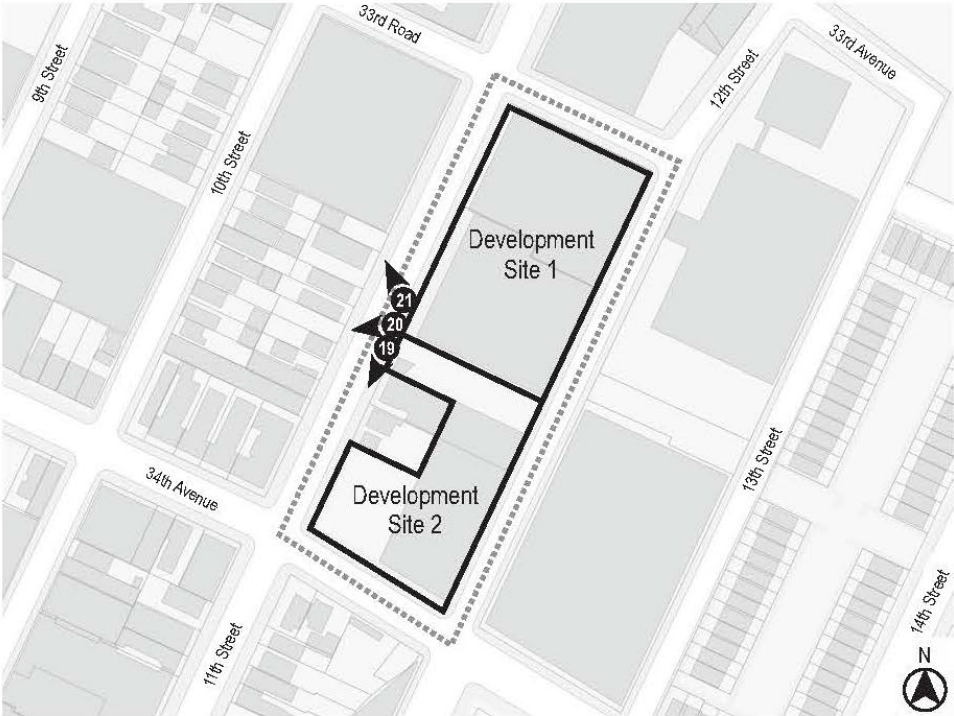 33rd Road
33rd Avenue
9th Street
12th Street
10th Street
Development
Site 1
21
20
19
13th Street
34th Avenue
Development
Site 2
14th Street
11th Street
N